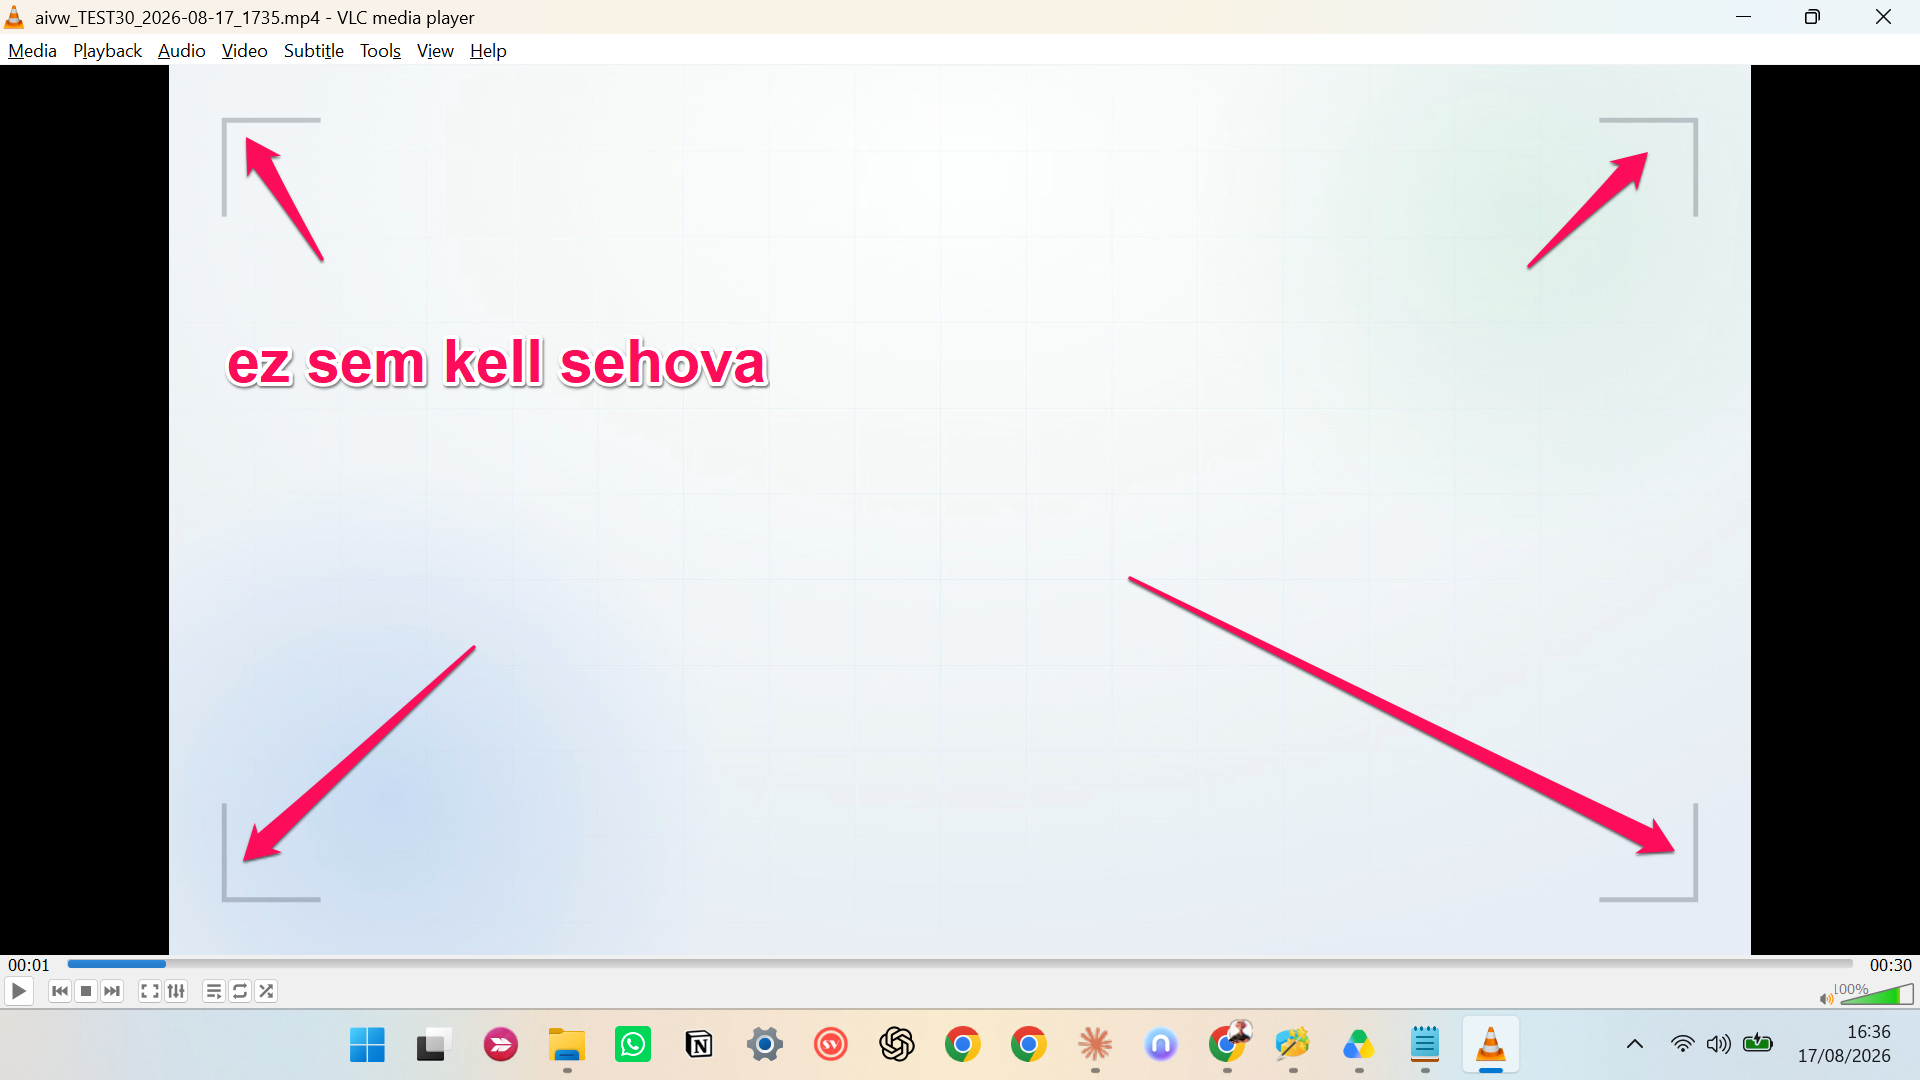 aivw_TEST30_2026-08-17_1735.mp4 - VLC media player
Media Playback Audio Video Subtitle Tools View Help
ez sem kell sehova
00:01
00:30
100%
16:36
17/08/2026